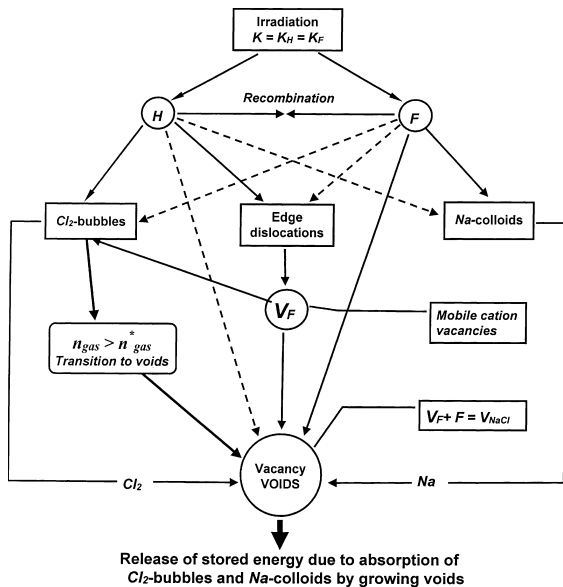 Irradiation
K = K_H = K_F
Recombination
H
F
Cl₂-bubbles
Edge
dislocations
Na-colloids
V_F
Mobile cation
vacancies
n_gas > n*_gas
Transition to voids
V_F + F = V_NaCl
Vacancy
VOIDS
Cl₂
Na
Release of stored energy due to absorption of
Cl₂-bubbles and Na-colloids by growing voids